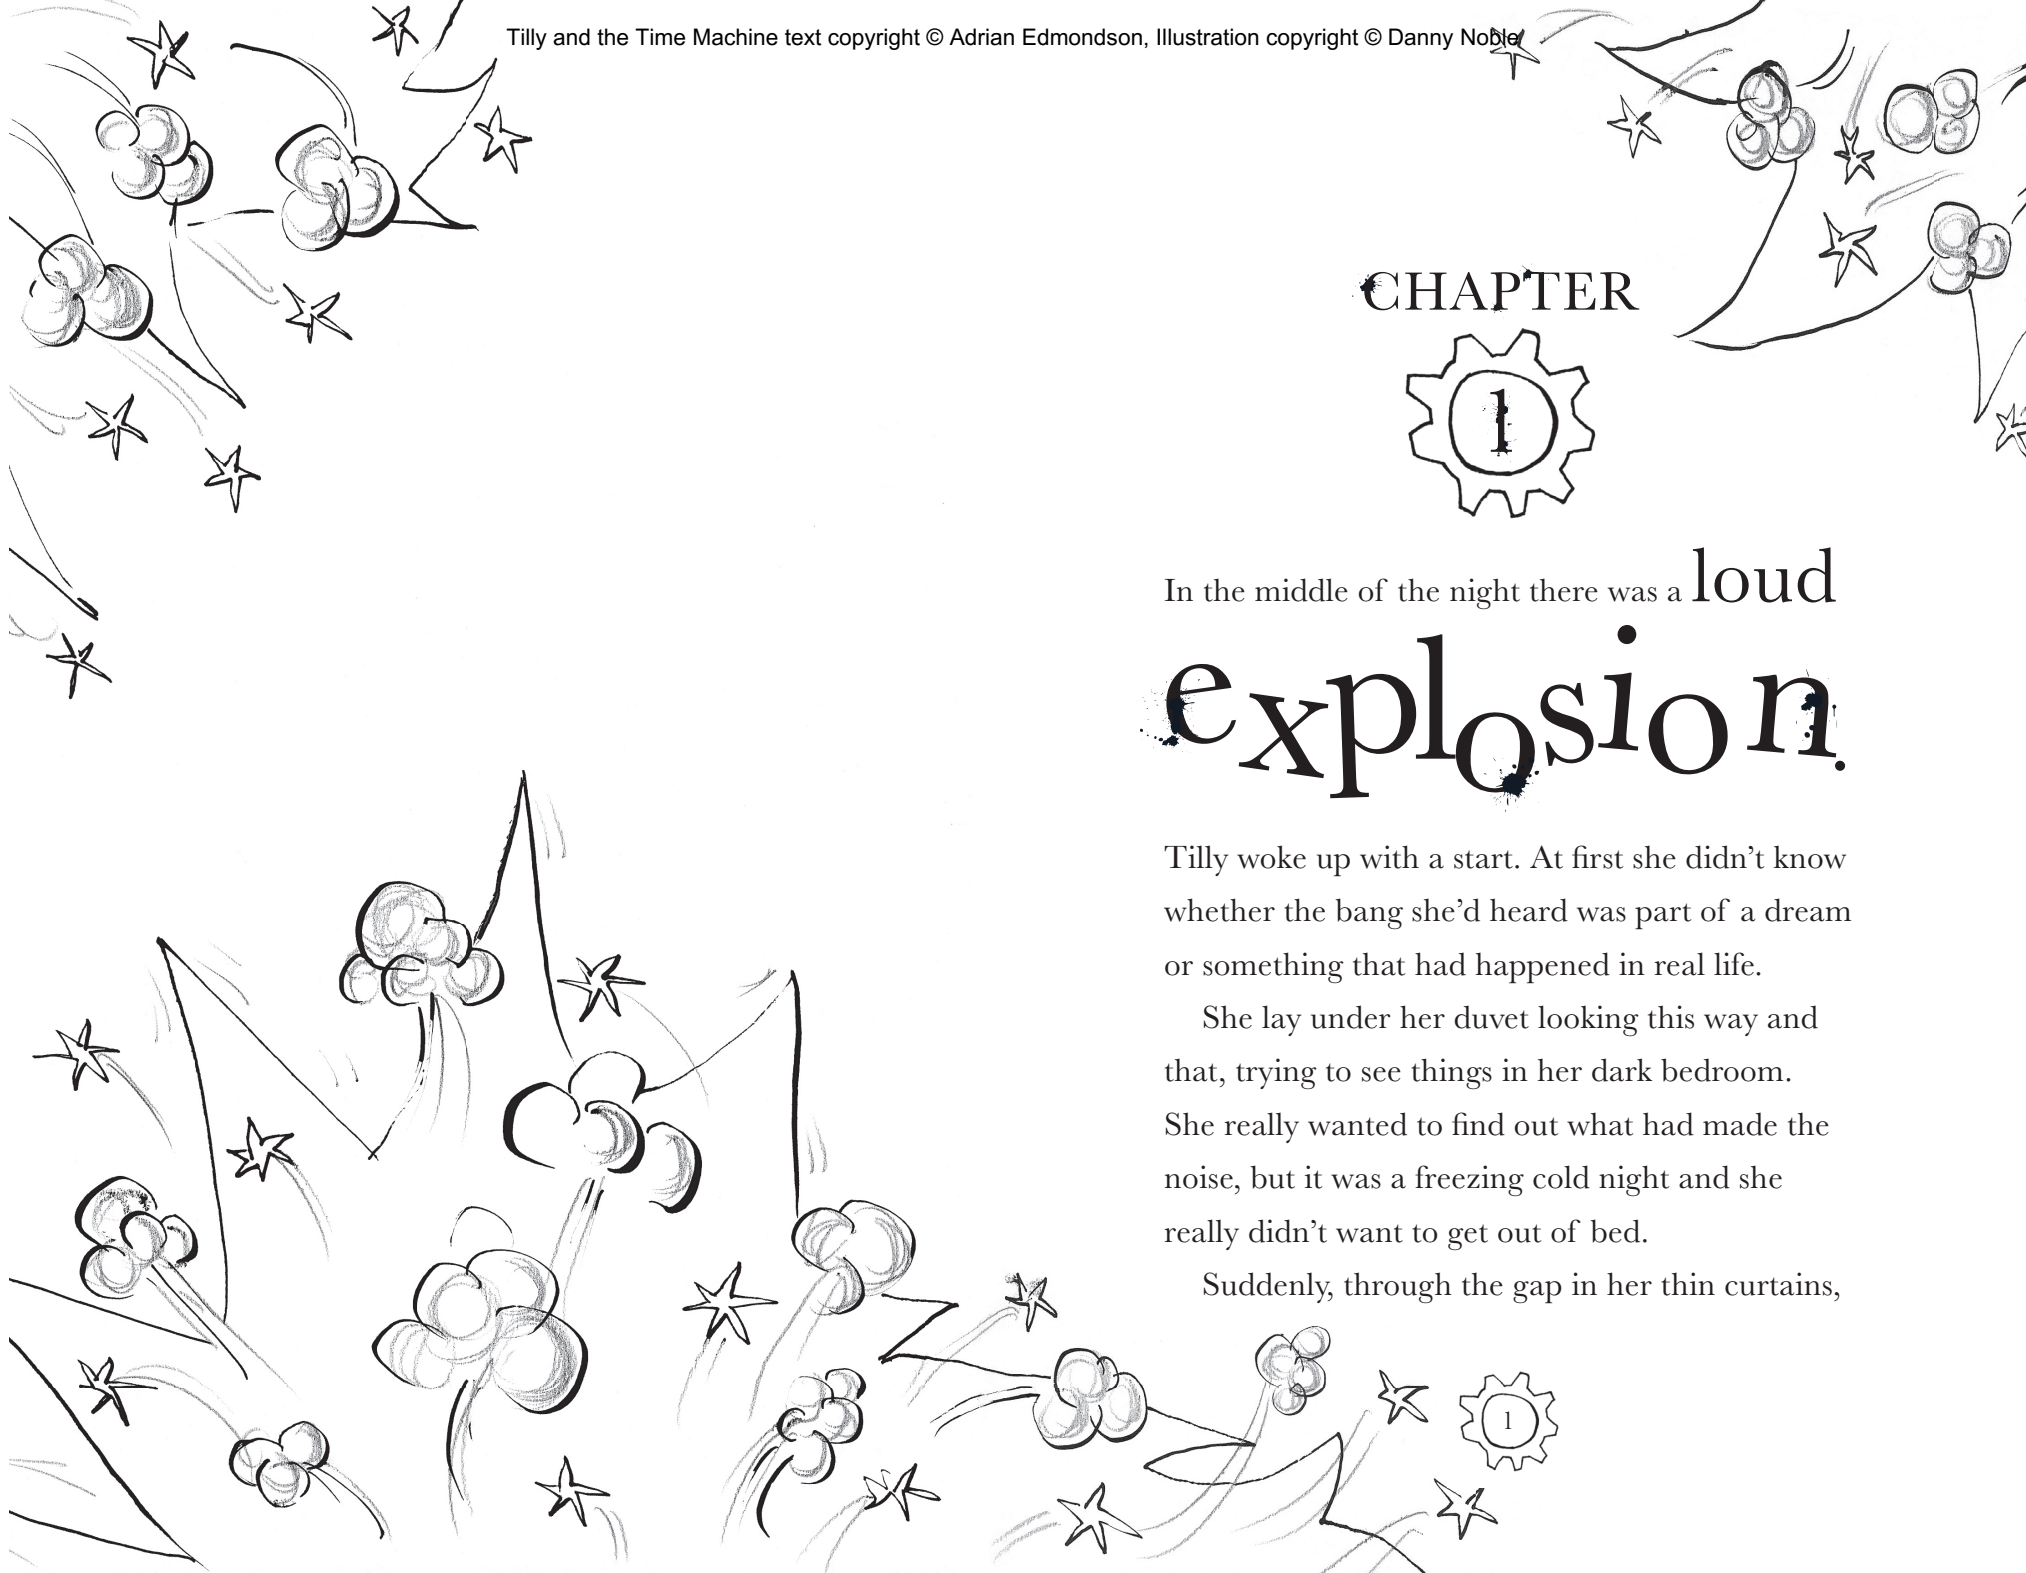 Tilly and the Time Machine text copyright © Adrian Edmondson, Illustration copyright © Danny Noble
CHAPTER
1
In the middle of the night there was a loud
explosion.
Tilly woke up with a start. At first she didn’t know
whether the bang she’d heard was part of a dream
or something that had happened in real life.
She lay under her duvet looking this way and
that, trying to see things in her dark bedroom.
She really wanted to find out what had made the
noise, but it was a freezing cold night and she
really didn’t want to get out of bed.
Suddenly, through the gap in her thin curtains,
1